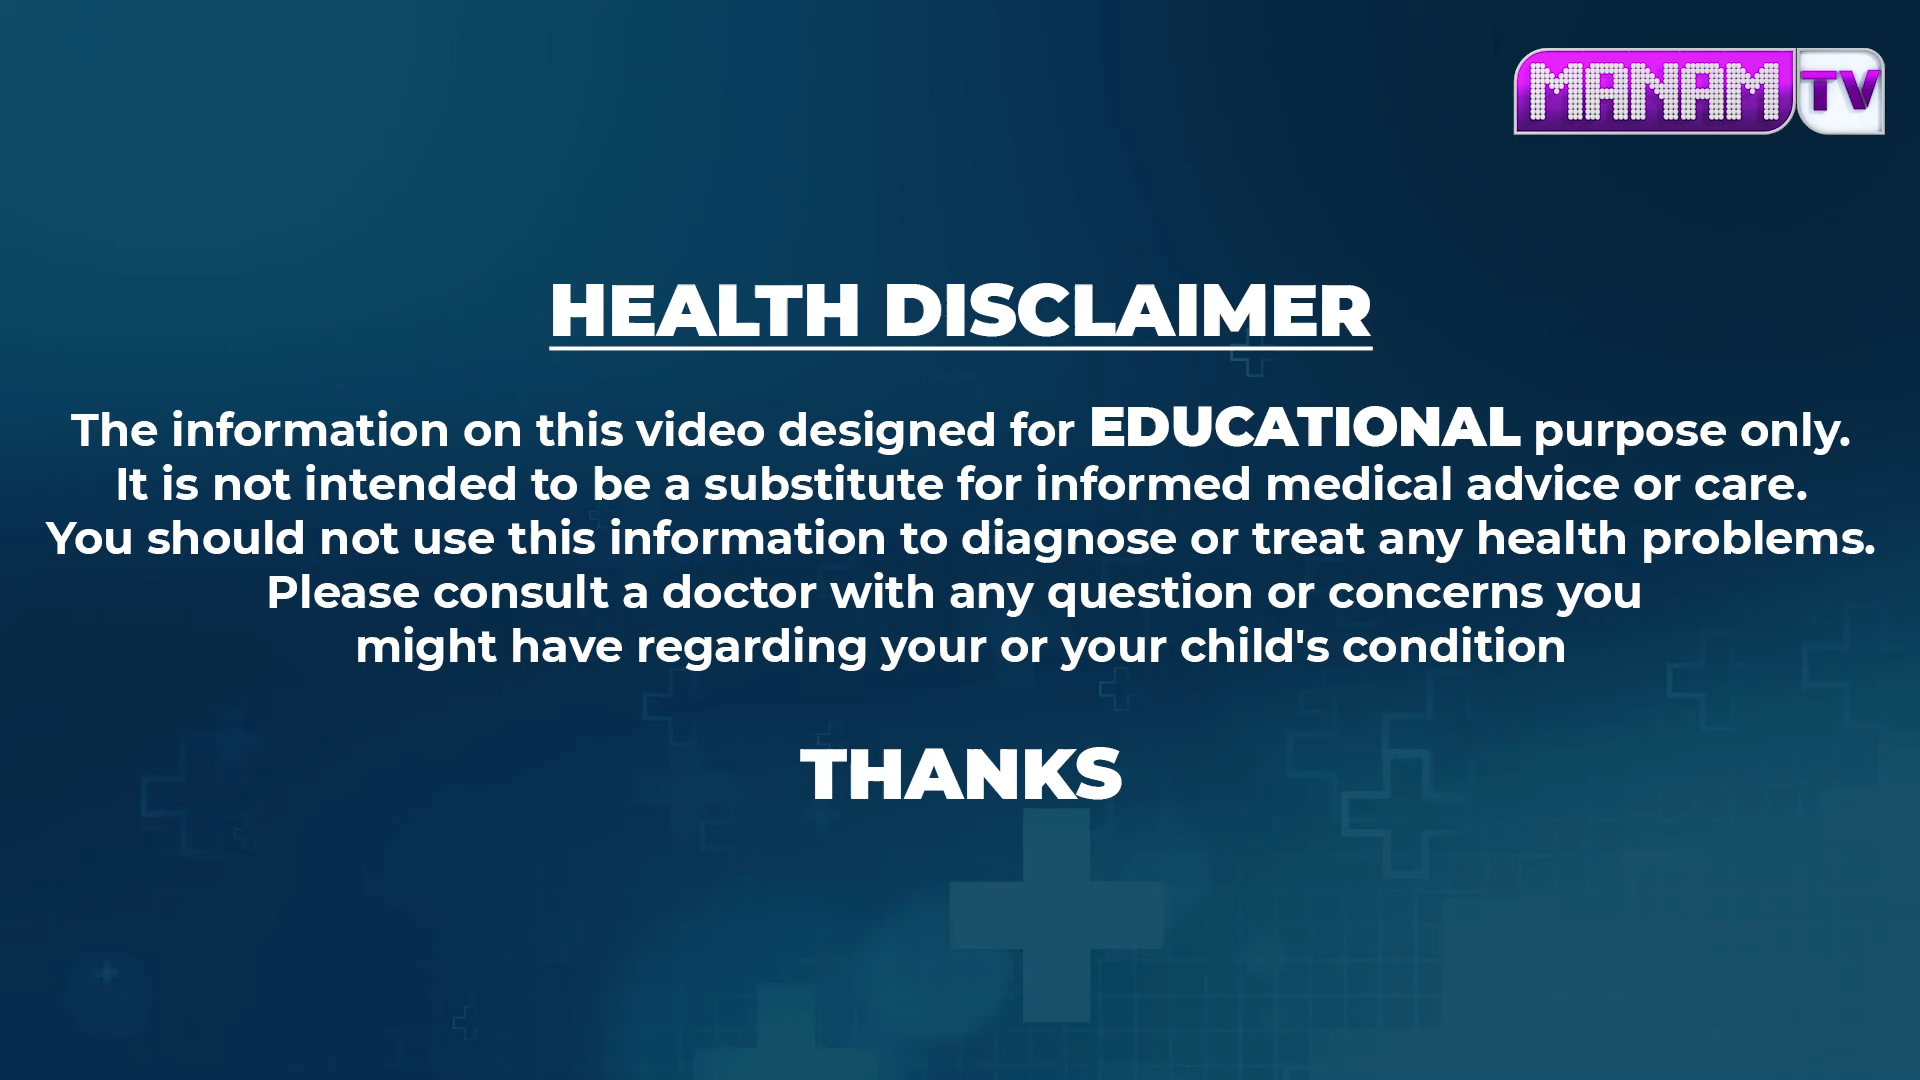 MANAM TV
HEALTH DISCLAIMER
The information on this video designed for EDUCATIONAL purpose only.
It is not intended to be a substitute for informed medical advice or care.
You should not use this information to diagnose or treat any health problems.
Please consult a doctor with any question or concerns you
might have regarding your or your child's condition
THANKS